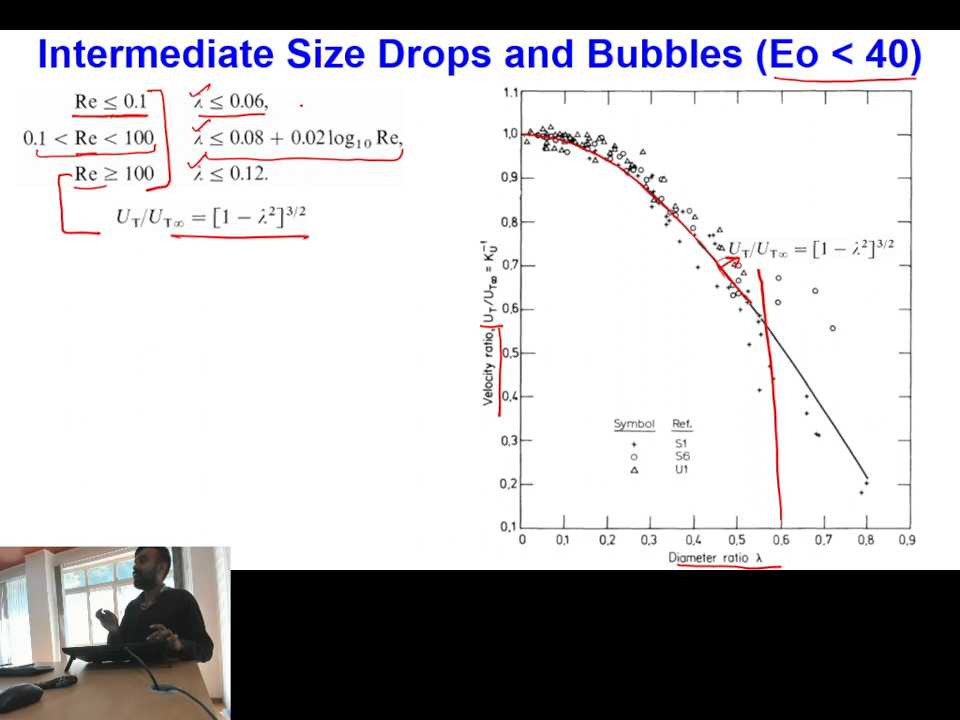 Intermediate Size Drops and Bubbles (Eo < 40)
Re ≤ 0.1 λ ≤ 0.06,
0.1 < Re < 100 λ ≤ 0.08 + 0.02 log₁₀ Re,
Re ≥ 100 λ ≤ 0.12.
U_T/U_T∞ = [1 − λ²]^3/2
1.1
1,0
0,9
0,8
0,7
0,6
0,5
0,4
0,3
0,2
0,1
Velocity ratio, U_T/U_T∞ = K_U⁻¹
U_T/U_T∞ = [1 − λ²]^3/2
Symbol Ref.
+ S1
○ S6
△ U1
0 0,1 0,2 0,3 0,4 0,5 0,6 0,7 0,8 0,9
Diameter ratio λ